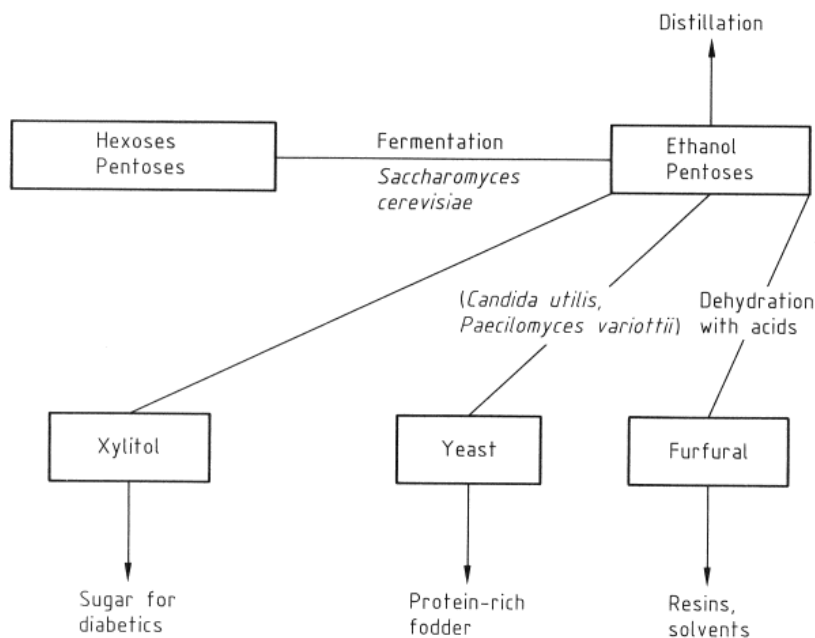 Distillation
Hexoses
Pentoses
Fermentation
Saccharomyces
cerevisiae
Ethanol
Pentoses
(Candida utilis,
Paecilomyces variottii)
Dehydration
with acids
Xylitol
Yeast
Furfural
Sugar for
diabetics
Protein-rich
fodder
Resins,
solvents